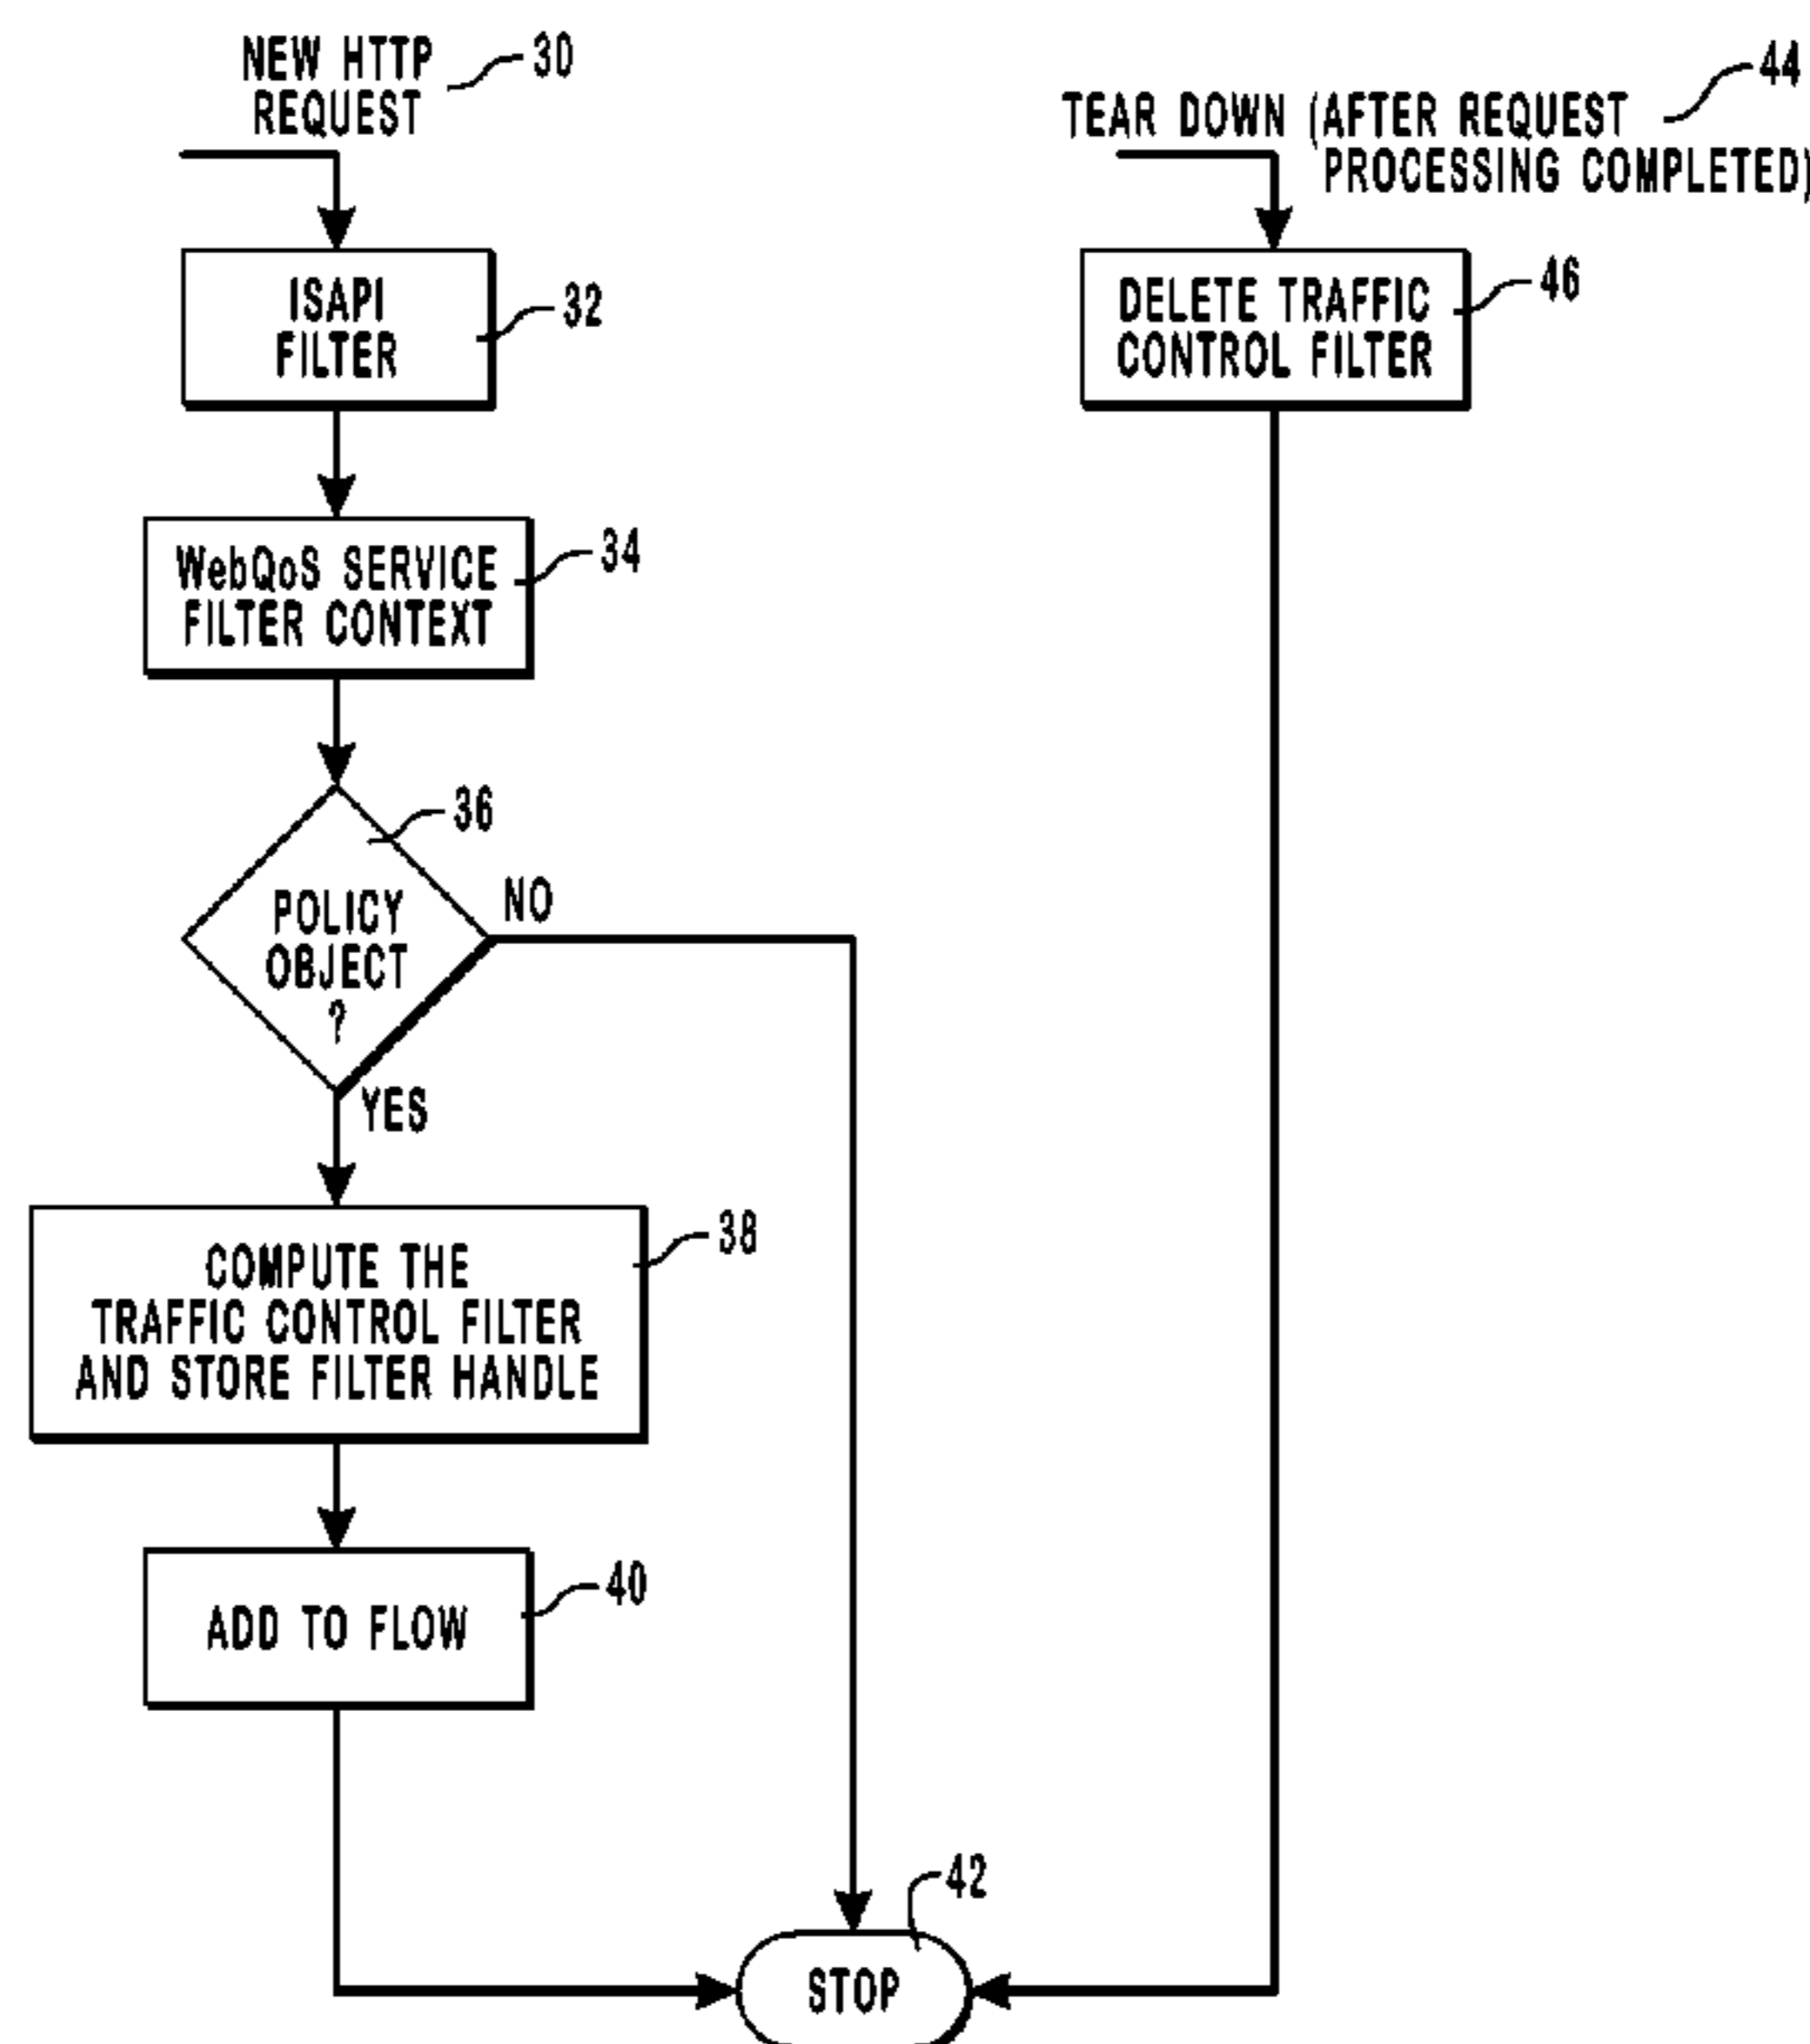 NEW HTTP
REQUEST
30
ISAPI
FILTER
32
WebQoS SERVICE
FILTER CONTEXT
34
36
POLICY
OBJECT
?
NO
YES
COMPUTE THE
TRAFFIC CONTROL FILTER
AND STORE FILTER HANDLE
38
ADD TO FLOW
40
TEAR DOWN (AFTER REQUEST
PROCESSING COMPLETED)
44
DELETE TRAFFIC
CONTROL FILTER
46
42
STOP